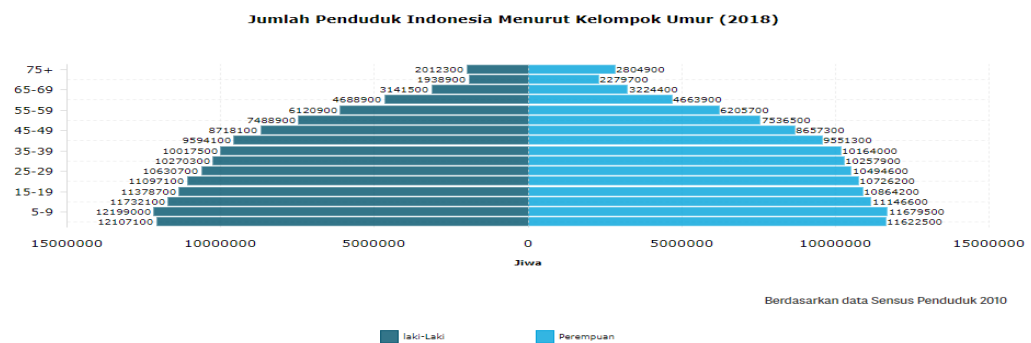 Jumlah Penduduk Indonesia Menurut Kelompok Umur (2018)
75+ 2012300 2804900
1938900 2279700
65-69 3141500 3224400
4688900 4663900
55-59 6120900 6205700
7488900 7536500
45-49 8718100 8657300
9594100 9551300
35-39 10017500 10164000
10270300 10257900
25-29 10630700 10494600
11097100 10726200
15-19 11378700 10864200
11732100 11146600
5-9 12199000 11679500
12107100 11622500
15000000 10000000 5000000 0 5000000 10000000 15000000
Jiwa
Berdasarkan data Sensus Penduduk 2010
laki-Laki Perempuan